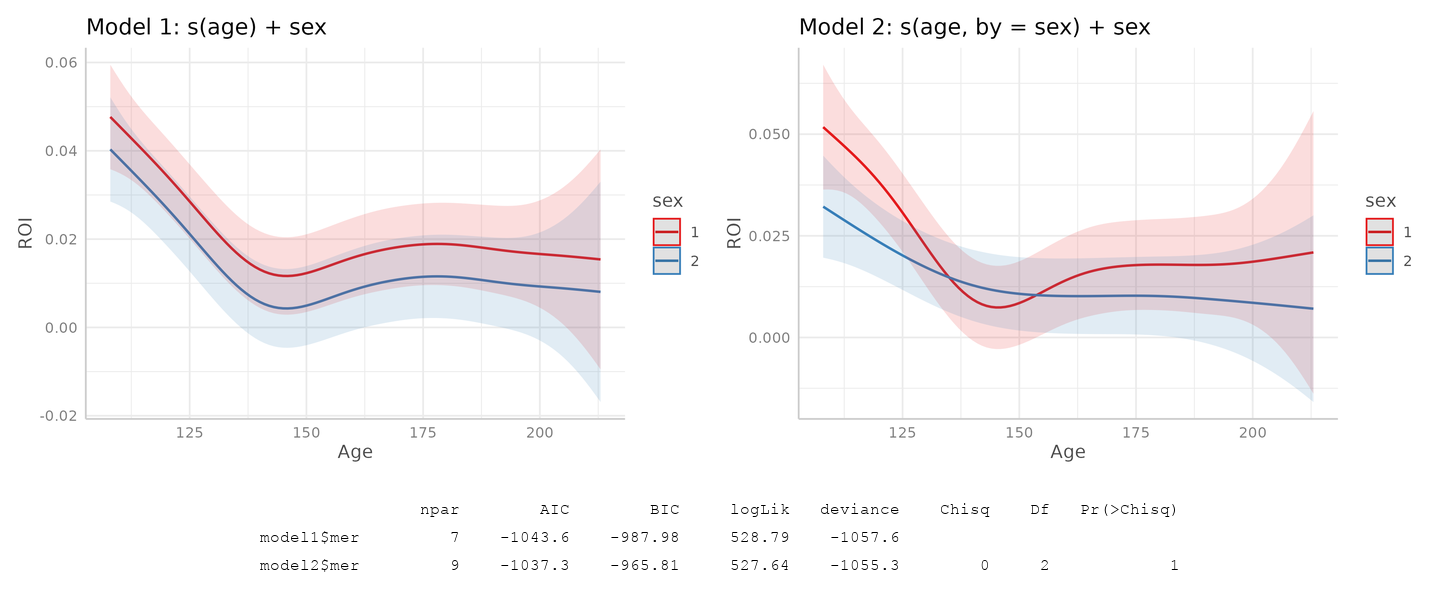 Model 1: s(age) + sex
0.06
0.04
0.02
0.00
-0.02
ROI
125 150 175 200
Age
sex
1
2
Model 2: s(age, by = sex) + sex
0.050
0.025
0.000
ROI
125 150 175 200
Age
sex
1
2
npar AIC BIC logLik deviance Chisq Df Pr(>Chisq)
model1$mer 7 -1043.6 -987.98 528.79 -1057.6
model2$mer 9 -1037.3 -965.81 527.64 -1055.3 0 2 1